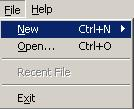 File Help
New Ctrl+N
Open... Ctrl+O
Recent File
Exit